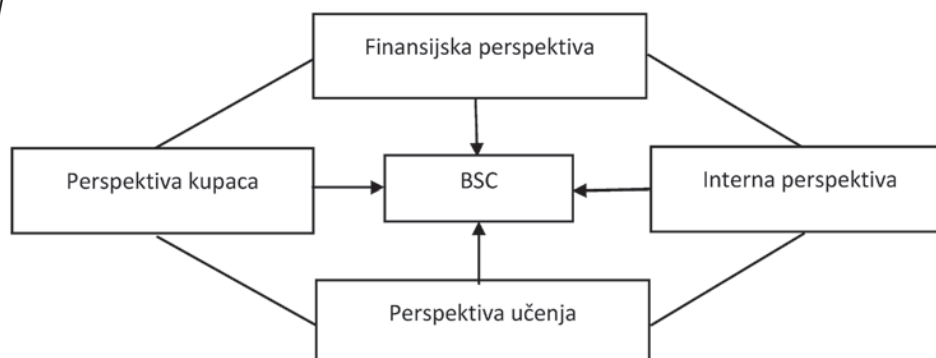 Finansijska perspektiva
Perspektiva kupaca
BSC
Interna perspektiva
Perspektiva učenja